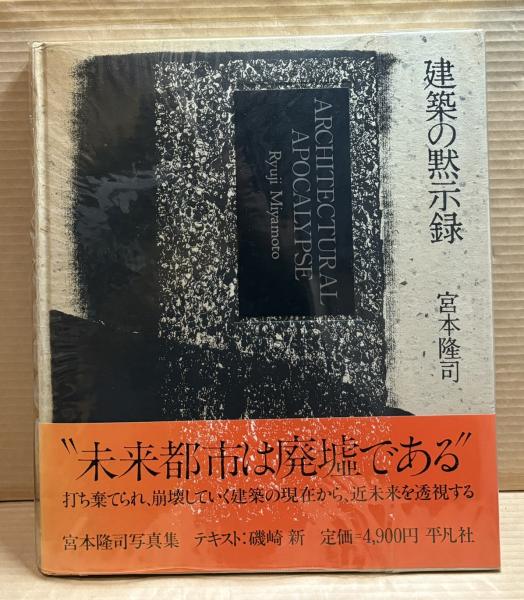 建築の黙示録
宮本隆司
ARCHITECTURAL
APOCALYPSE
Ryuji Miyamoto
"未来都市は廃墟である"
打ち棄てられ、崩壊していく建築の現在から、近未来を透視する
宮本隆司写真集 テキスト:磯崎 新 定価=4,900円 平凡社